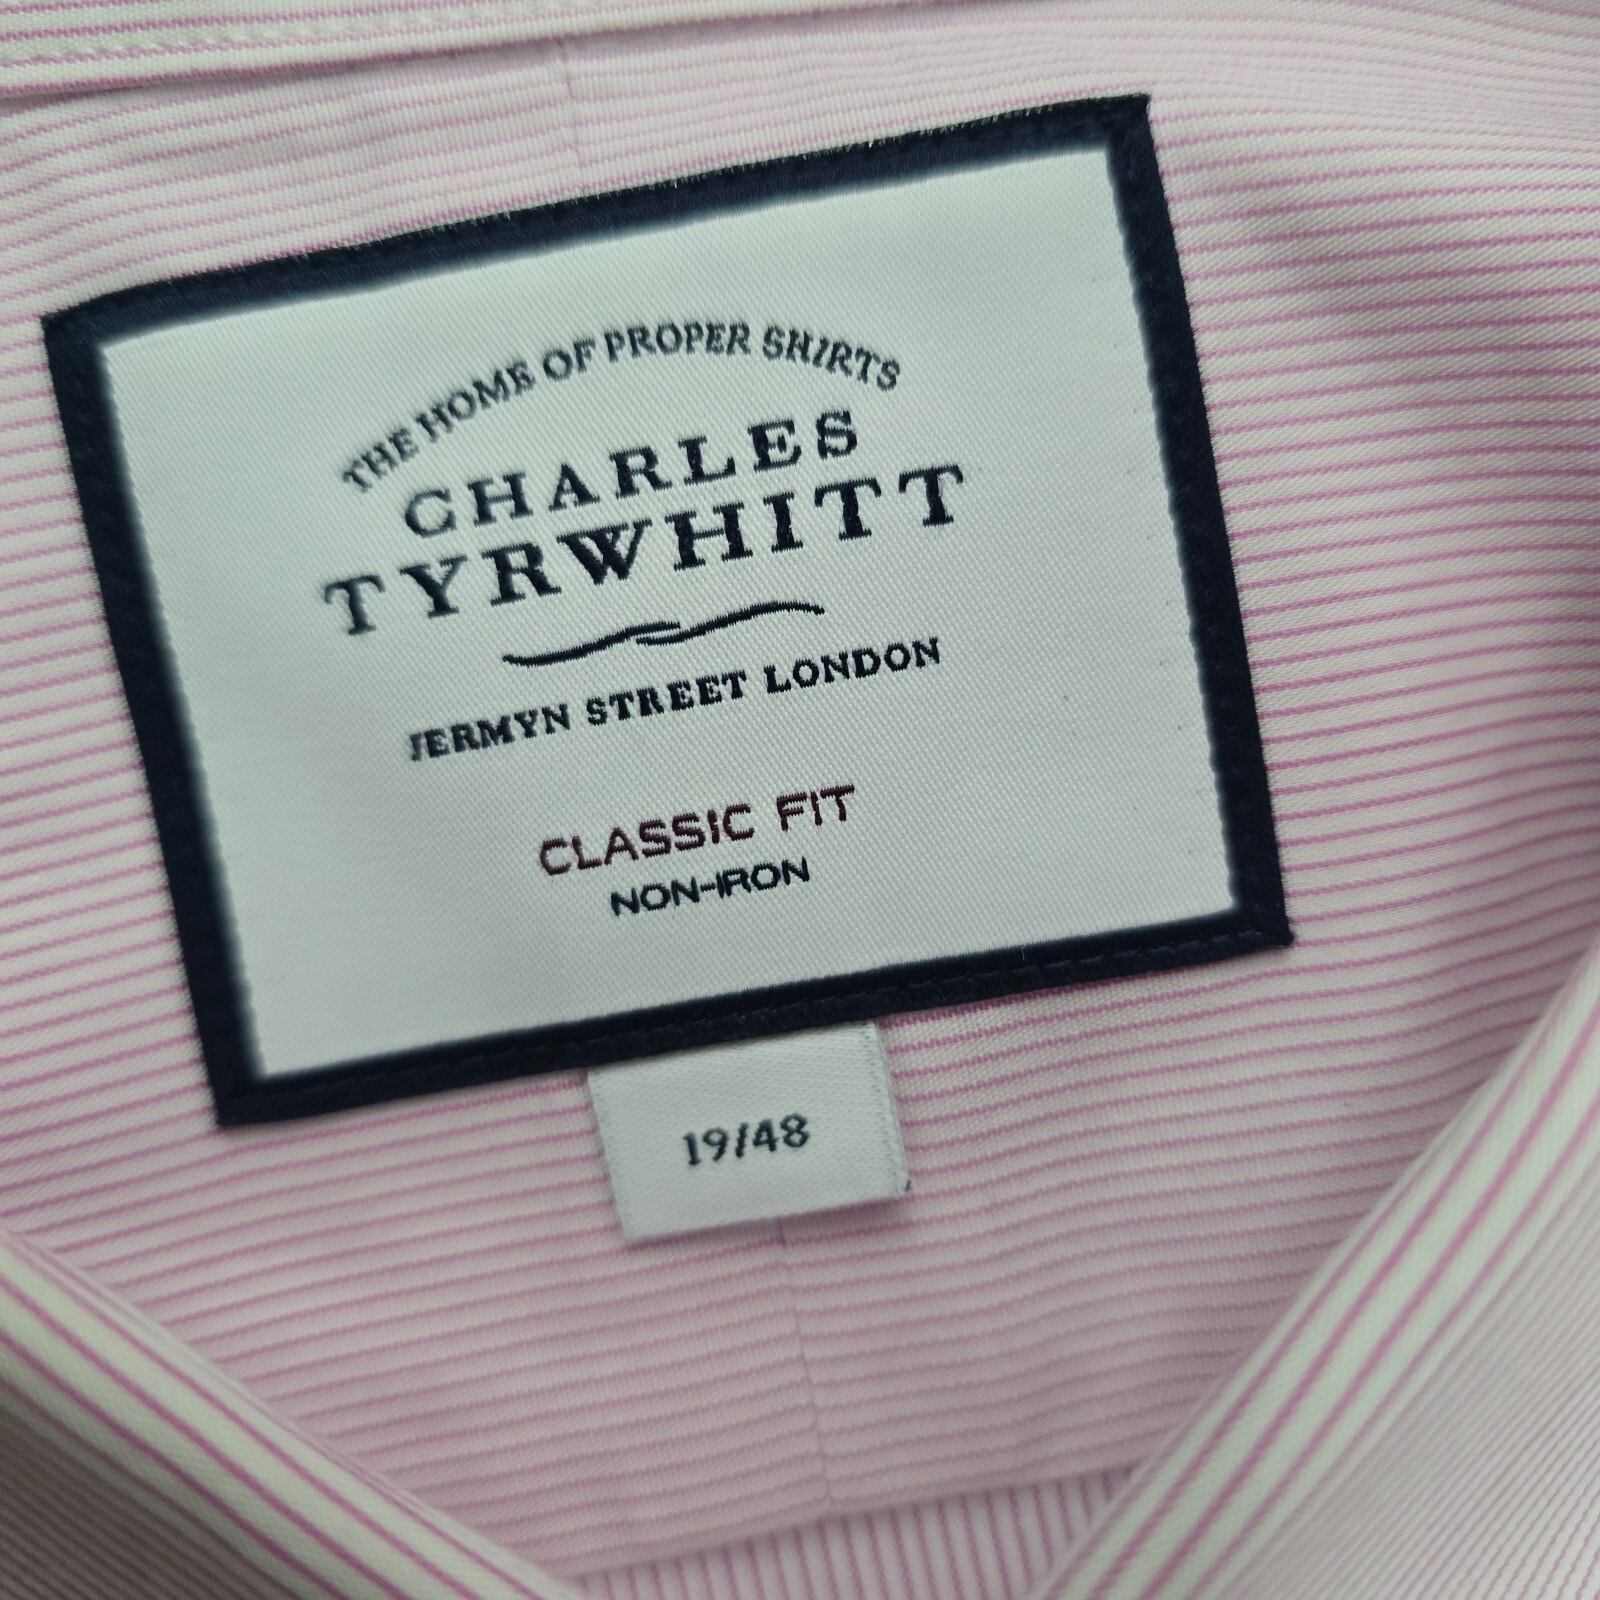 THE HOME OF PROPER SHIRTS
CHARLES
TYRWHITT
JERMYN STREET LONDON
CLASSIC FIT
NON-IRON
19/48